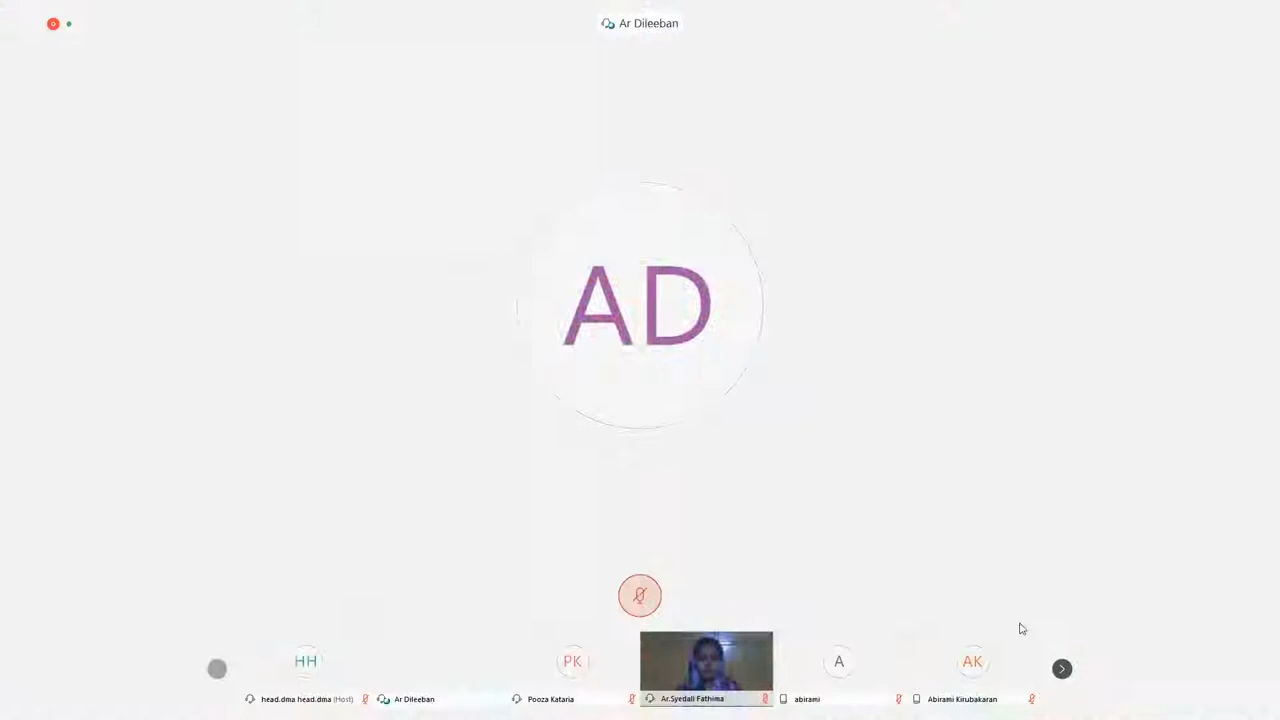 Ar Dileeban
AD
HH
PK
A
AK
head.dma head.dma (Host)
Ar Dileeban
Pooza Kataria
Ar.Syedali Fathima
abirami
Abirami Kirubakaran